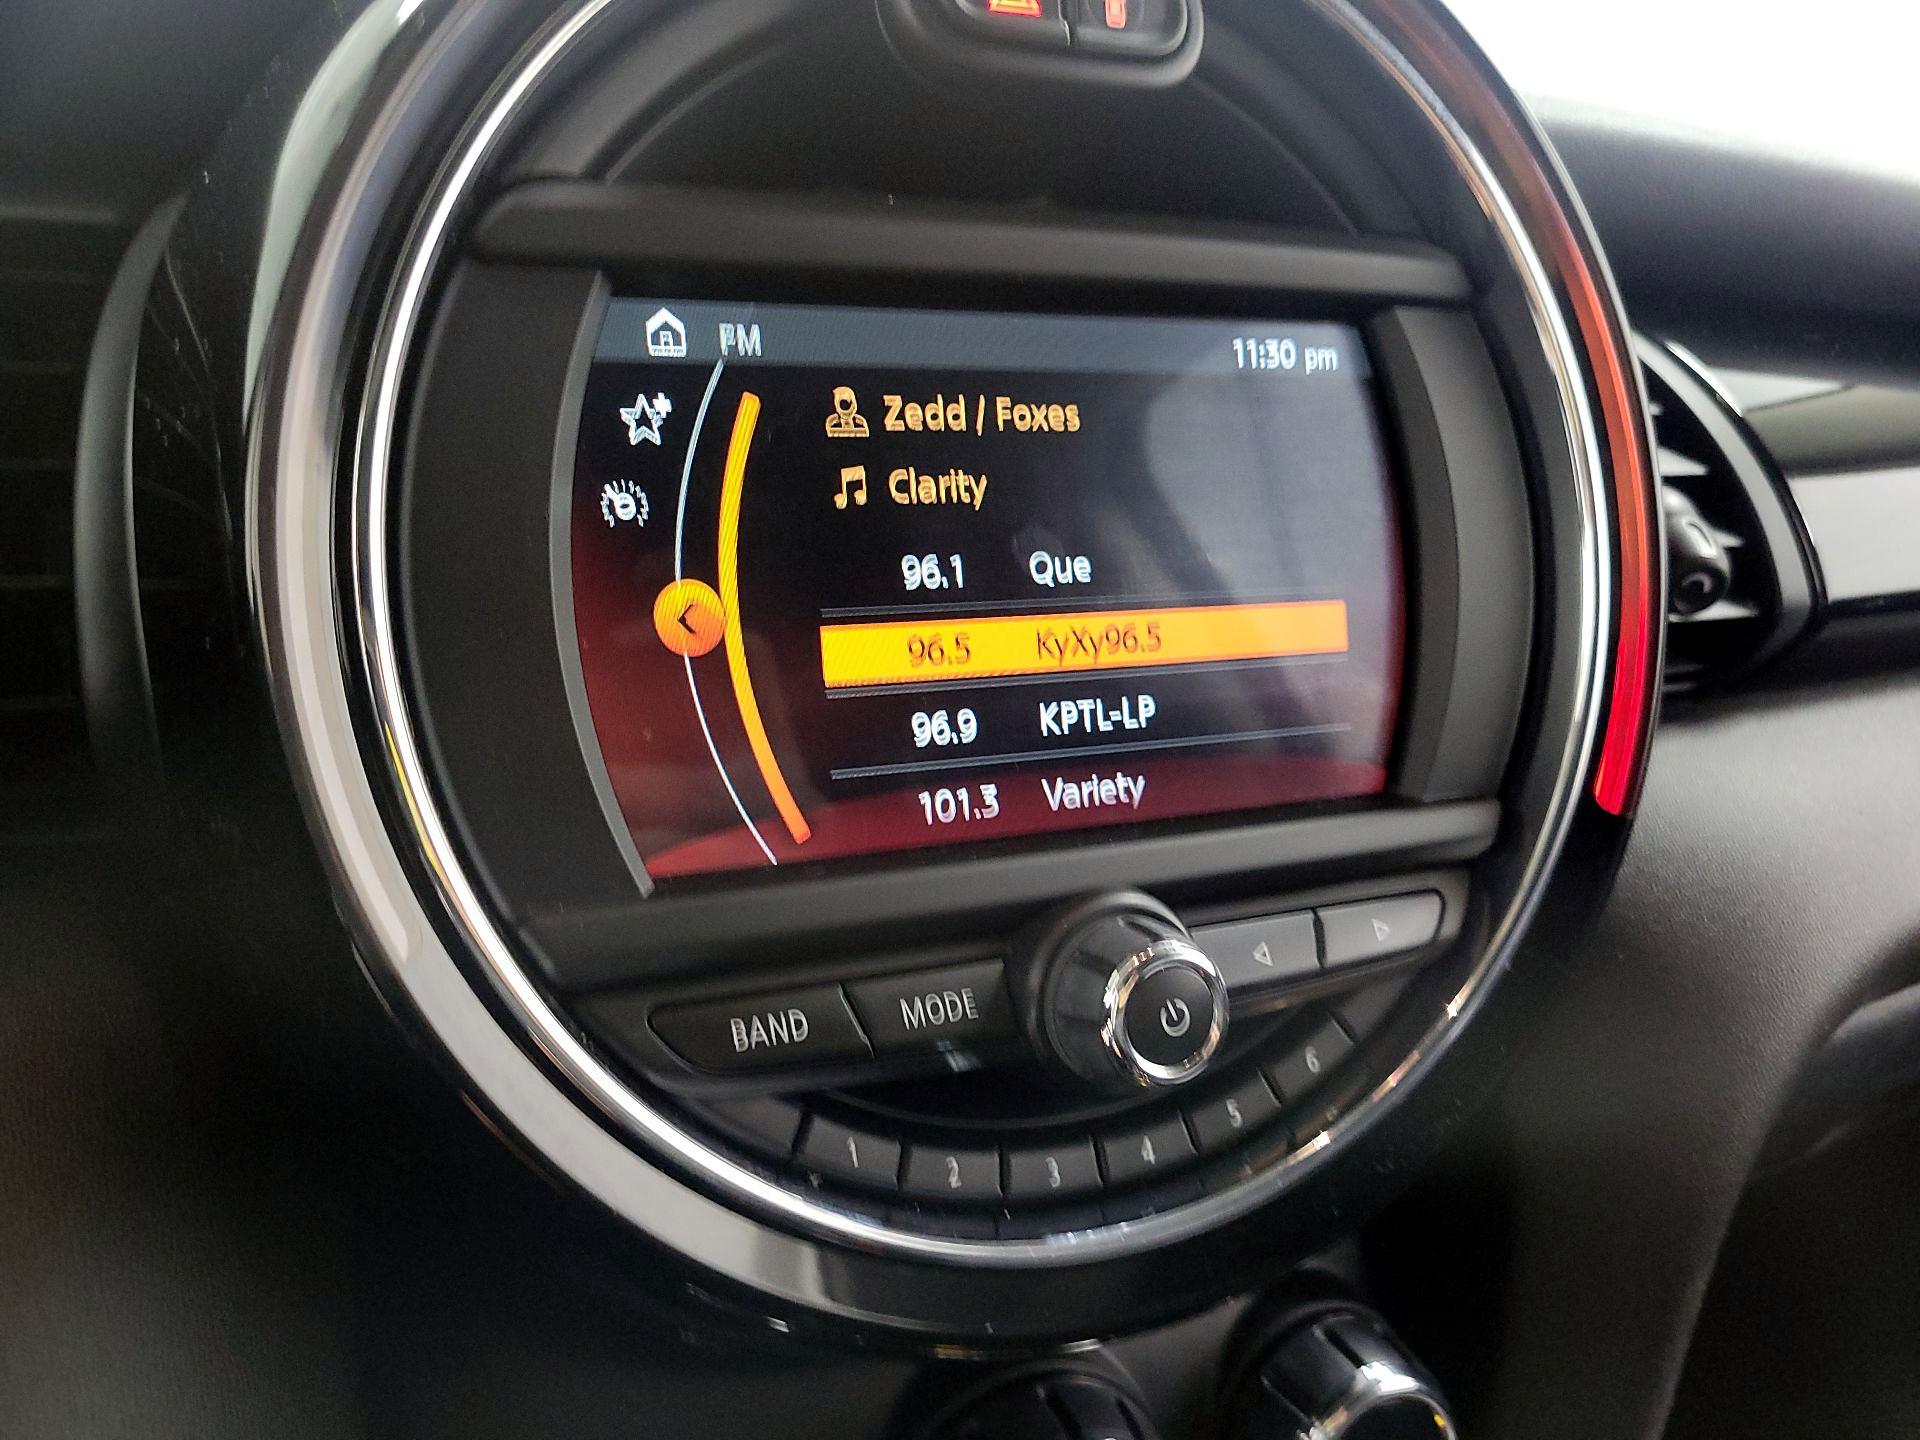 FM 11:30 pm
Zedd / Foxes
Clarity
96.1 Que
96.5 KyXy96.5
96.9 KPTL-LP
101.3 Variety
BAND MODE
1 2 3 4 5 6